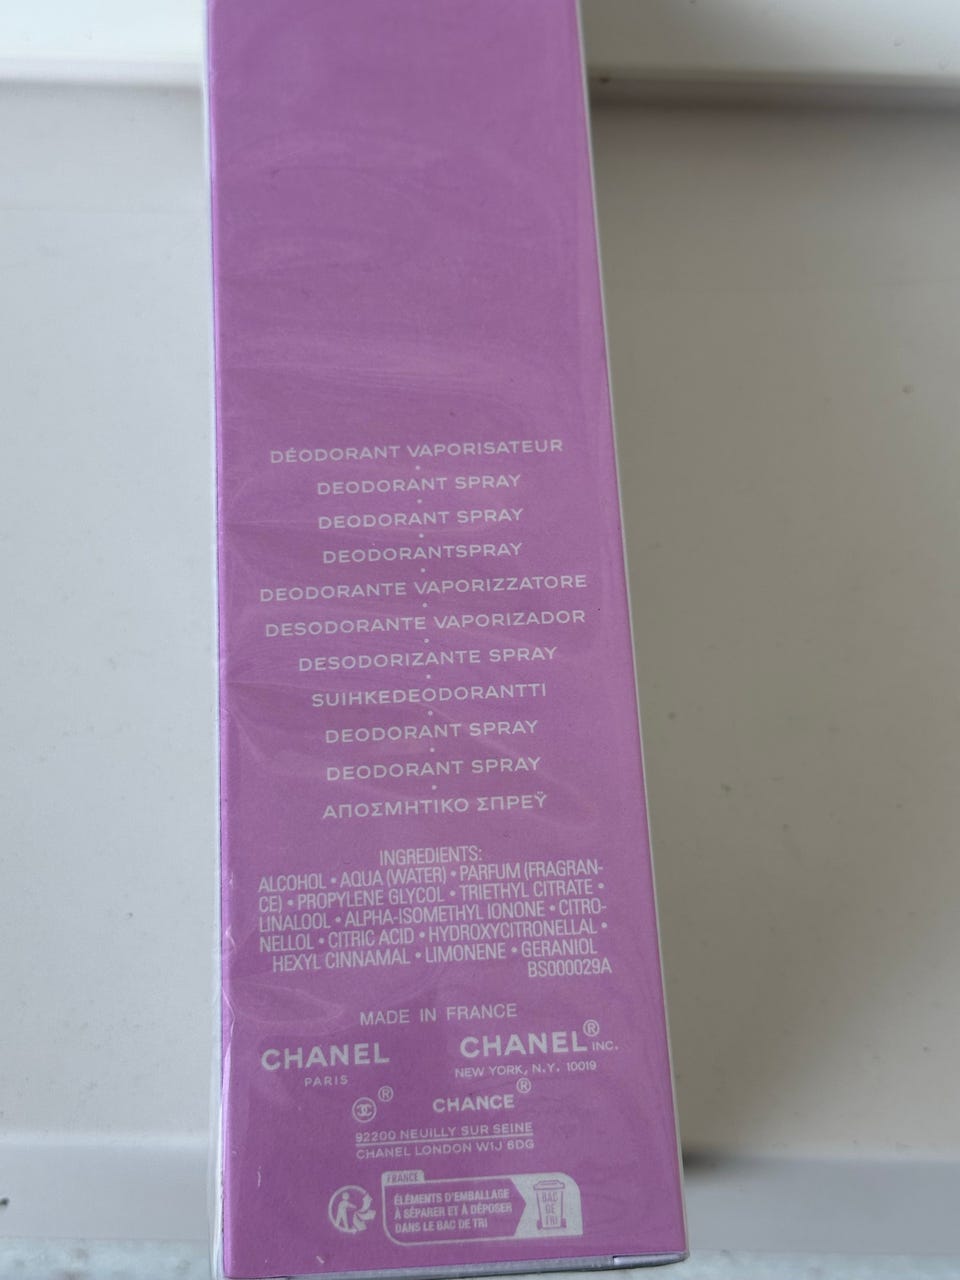 DÉODORANT VAPORISATEUR
DEODORANT SPRAY
DEODORANT SPRAY
DEODORANTSPRAY
DEODORANTE VAPORIZZATORE
DESODORANTE VAPORIZADOR
DESODORIZANTE SPRAY
SUIHKEDEODORANTTI
DEODORANT SPRAY
DEODORANT SPRAY
ΑΠΟΣΜΗΤΙΚΟ ΣΠΡΕΫ
INGREDIENTS:
ALCOHOL • AQUA (WATER) • PARFUM (FRAGRAN-
CE) • PROPYLENE GLYCOL • TRIETHYL CITRATE •
LINALOOL • ALPHA-ISOMETHYL IONONE • CITRO-
NELLOL • CITRIC ACID • HYDROXYCITRONELLAL •
HEXYL CINNAMAL • LIMONENE • GERANIOL
BS000029A
MADE IN FRANCE
CHANEL CHANEL® INC.
PARIS NEW YORK, N.Y. 10019
® CHANCE®
92200 NEUILLY SUR SEINE
CHANEL LONDON W1J 6DG
FRANCE
ÉLÉMENTS D'EMBALLAGE
À SÉPARER ET À DÉPOSER
DANS LE BAC DE TRI
BAC
DE
TRI